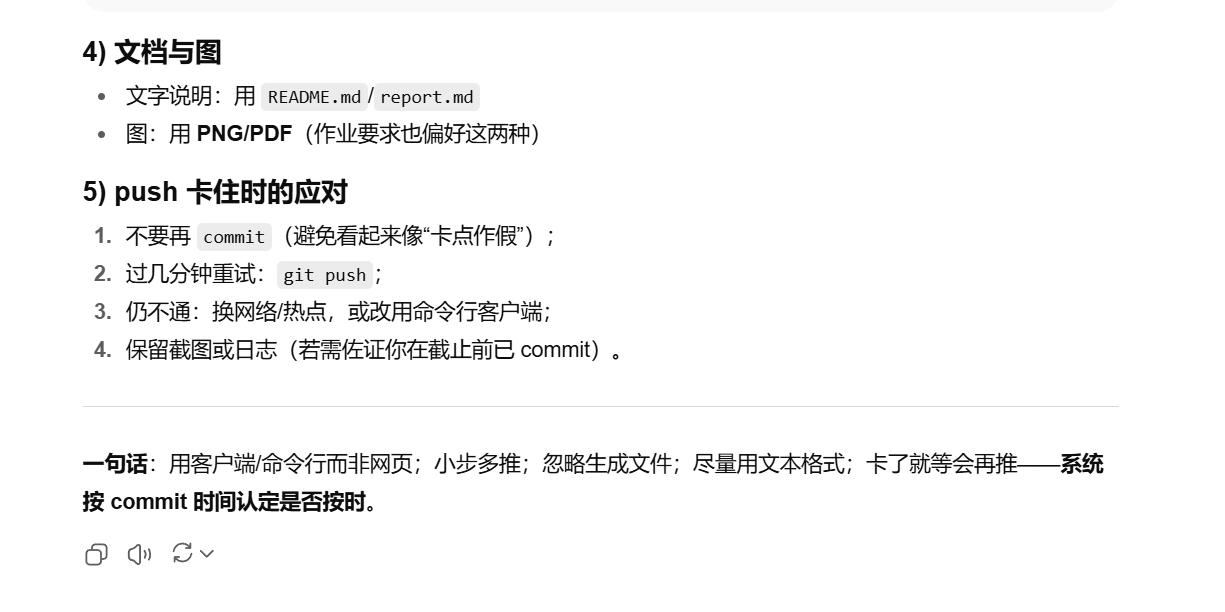 4) 文档与图
• 文字说明：用 README.md/report.md
• 图：用 PNG/PDF（作业要求也偏好这两种）
5) push 卡住时的应对
1. 不要再 commit（避免看起来像“卡点作假”）；
2. 过几分钟重试：git push；
3. 仍不通：换网络/热点，或改用命令行客户端；
4. 保留截图或日志（若需佐证你在截止前已 commit）。
一句话：用客户端/命令行而非网页；小步多推；忽略生成文件；尽量用文本格式；卡了就等会再推——系统
按 commit 时间认定是否按时。